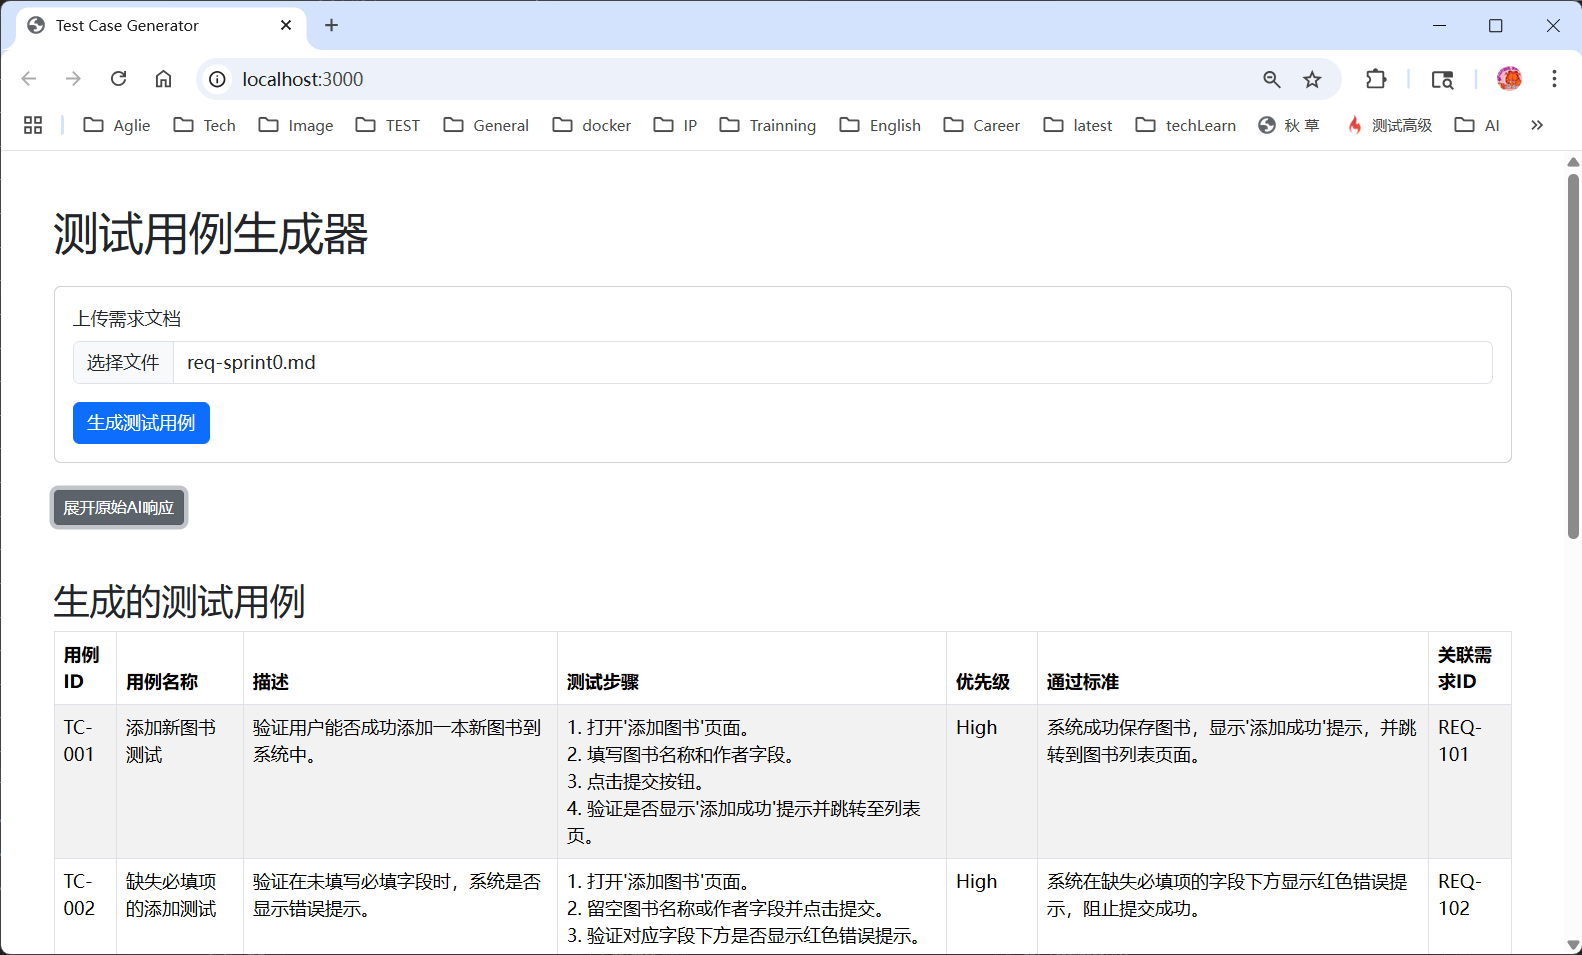 Test Case Generator
localhost:3000
Aglie
Tech
Image
TEST
General
docker
IP
Trainning
English
Career
latest
techLearn
秋 草
测试高级
AI
测试用例生成器
上传需求文档
选择文件 req-sprint0.md
生成测试用例
展开原始AI响应
生成的测试用例
用例
ID
用例名称
描述
测试步骤
优先级
通过标准
关联需
求ID
TC-
001
添加新图书
测试
验证用户能否成功添加一本新图书到
系统中。
1. 打开'添加图书'页面。
2. 填写图书名称和作者字段。
3. 点击提交按钮。
4. 验证是否显示'添加成功'提示并跳转至列表
页。
High
系统成功保存图书，显示'添加成功'提示，并跳
转到图书列表页面。
REQ-
101
TC-
002
缺失必填项
的添加测试
验证在未填写必填字段时，系统是否
显示错误提示。
1. 打开'添加图书'页面。
2. 留空图书名称或作者字段并点击提交。
3. 验证对应字段下方是否显示红色错误提示。
High
系统在缺失必填项的字段下方显示红色错误提
示，阻止提交成功。
REQ-
102